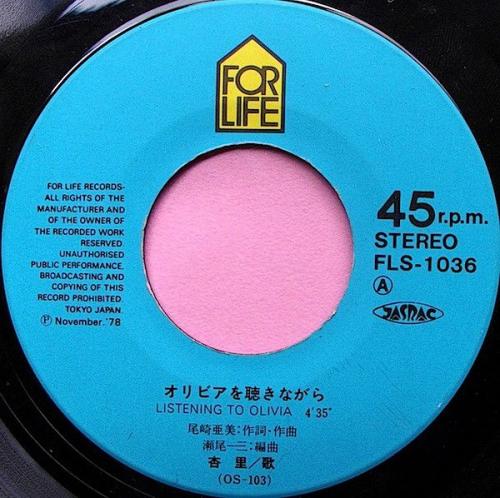 FOR
LIFE
FOR LIFE RECORDS-
ALL RIGHTS OF THE
MANUFACTURER AND
OF THE OWNER OF
THE RECORDED WORK
RESERVED.
UNAUTHORISED
PUBLIC PERFORMANCE,
BROADCASTING AND
COPYING OF THIS
RECORD PROHIBITED.
TOKYO JAPAN.
Ⓟ November.'78
45r.p.m.
STEREO
FLS-1036
Ⓐ
JASRAC
オリビアを聴きながら
LISTENING TO OLIVIA 4'35"
尾崎亜美:作詞・作曲
瀬尾一三:編曲
杏 里/歌
(OS-103)